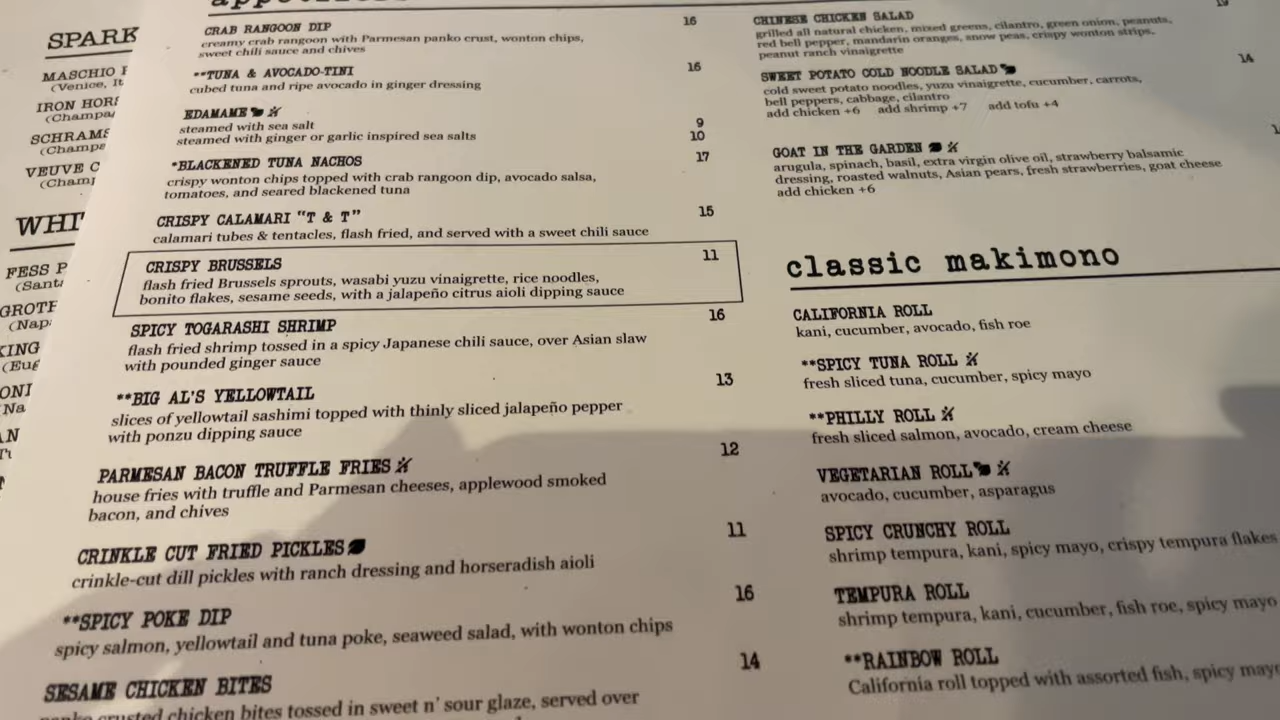 SPARK
MASCHIO
(Venice, It
IRON HORS
(Champa
SCHRAMS
(Champa
VEUVE C
(Cham
WHI
FESS P
(Santa
GROTH
(Nap
KING
(Eug
ONI
Na
AN
CRAB RANGOON DIP 16
creamy crab rangoon with Parmesan panko crust, wonton chips,
sweet chili sauce and chives
**TUNA & AVOCADO-TINI 16
cubed tuna and ripe avocado in ginger dressing
EDAMAME
steamed with sea salt 9
steamed with ginger or garlic inspired sea salts 10
*BLACKENED TUNA NACHOS 17
crispy wonton chips topped with crab rangoon dip, avocado salsa,
tomatoes, and seared blackened tuna
CRISPY CALAMARI "T & T" 15
calamari tubes & tentacles, flash fried, and served with a sweet chili sauce
CRISPY BRUSSELS 11
flash fried Brussels sprouts, wasabi yuzu vinaigrette, rice noodles,
bonito flakes, sesame seeds, with a jalapeño citrus aioli dipping sauce
SPICY TOGARASHI SHRIMP 16
flash fried shrimp tossed in a spicy Japanese chili sauce, over Asian slaw
with pounded ginger sauce
**BIG AL'S YELLOWTAIL 13
slices of yellowtail sashimi topped with thinly sliced jalapeño pepper
with ponzu dipping sauce
PARMESAN BACON TRUFFLE FRIES 12
house fries with truffle and Parmesan cheeses, applewood smoked
bacon, and chives
CRINKLE CUT FRIED PICKLES 11
crinkle-cut dill pickles with ranch dressing and horseradish aioli
**SPICY POKE DIP 16
spicy salmon, yellowtail and tuna poke, seaweed salad, with wonton chips
SESAME CHICKEN BITES 14
panko crusted chicken bites tossed in sweet n' sour glaze, served over
CHINESE CHICKEN SALAD
grilled all natural chicken, mixed greens, cilantro, green onion, peanuts,
red bell pepper, mandarin oranges, snow peas, crispy wonton strips,
peanut ranch vinaigrette
SWEET POTATO COLD NOODLE SALAD 14
cold sweet potato noodles, yuzu vinaigrette, cucumber, carrots,
bell peppers, cabbage, cilantro
add chicken +6 add shrimp +7 add tofu +4
GOAT IN THE GARDEN
arugula, spinach, basil, extra virgin olive oil, strawberry balsamic
dressing, roasted walnuts, Asian pears, fresh strawberries, goat cheese
add chicken +6
classic makimono
CALIFORNIA ROLL
kani, cucumber, avocado, fish roe
**SPICY TUNA ROLL
fresh sliced tuna, cucumber, spicy mayo
**PHILLY ROLL
fresh sliced salmon, avocado, cream cheese
VEGETARIAN ROLL
avocado, cucumber, asparagus
SPICY CRUNCHY ROLL
shrimp tempura, kani, spicy mayo, crispy tempura flakes
TEMPURA ROLL
shrimp tempura, kani, cucumber, fish roe, spicy mayo
**RAINBOW ROLL
California roll topped with assorted fish, spicy mayo